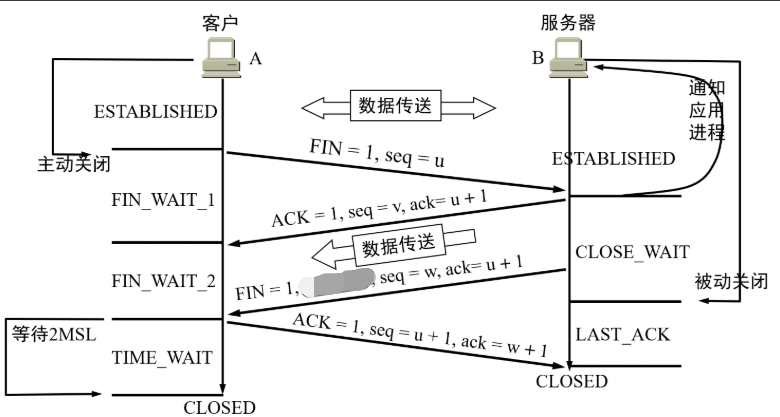 客户
服务器
A
B
ESTABLISHED
数据传送
通知
应用
进程
主动关闭
FIN = 1, seq = u
ESTABLISHED
FIN_WAIT_1
ACK = 1, seq = v, ack= u + 1
数据传送
CLOSE_WAIT
FIN_WAIT_2
FIN = 1, , seq = w, ack= u + 1
被动关闭
等待2MSL
ACK = 1, seq = u + 1, ack = w + 1
LAST_ACK
TIME_WAIT
CLOSED
CLOSED